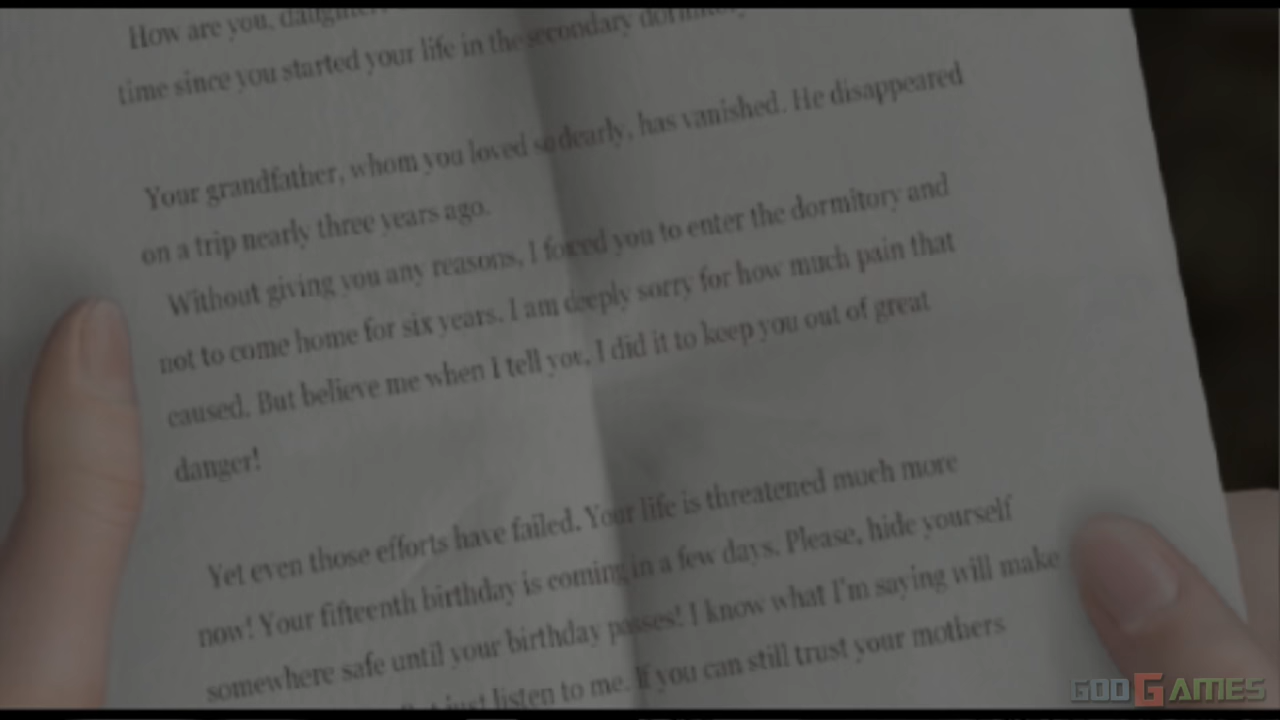 How are you, daughter?
time since you started your life in the secondary dormitory
Your grandfather, whom you loved so dearly, has vanished. He disappeared
on a trip nearly three years ago.
Without giving you any reasons, I forced you to enter the dormitory and
not to come home for six years. I am deeply sorry for how much pain that
caused. But believe me when I tell you, I did it to keep you out of great
danger!
Yet even those efforts have failed. Your life is threatened much more
now! Your fifteenth birthday is coming in a few days. Please, hide yourself
somewhere safe until your birthday passes! I know what I'm saying will make
just listen to me. If you can still trust your mothers
GODGAMES